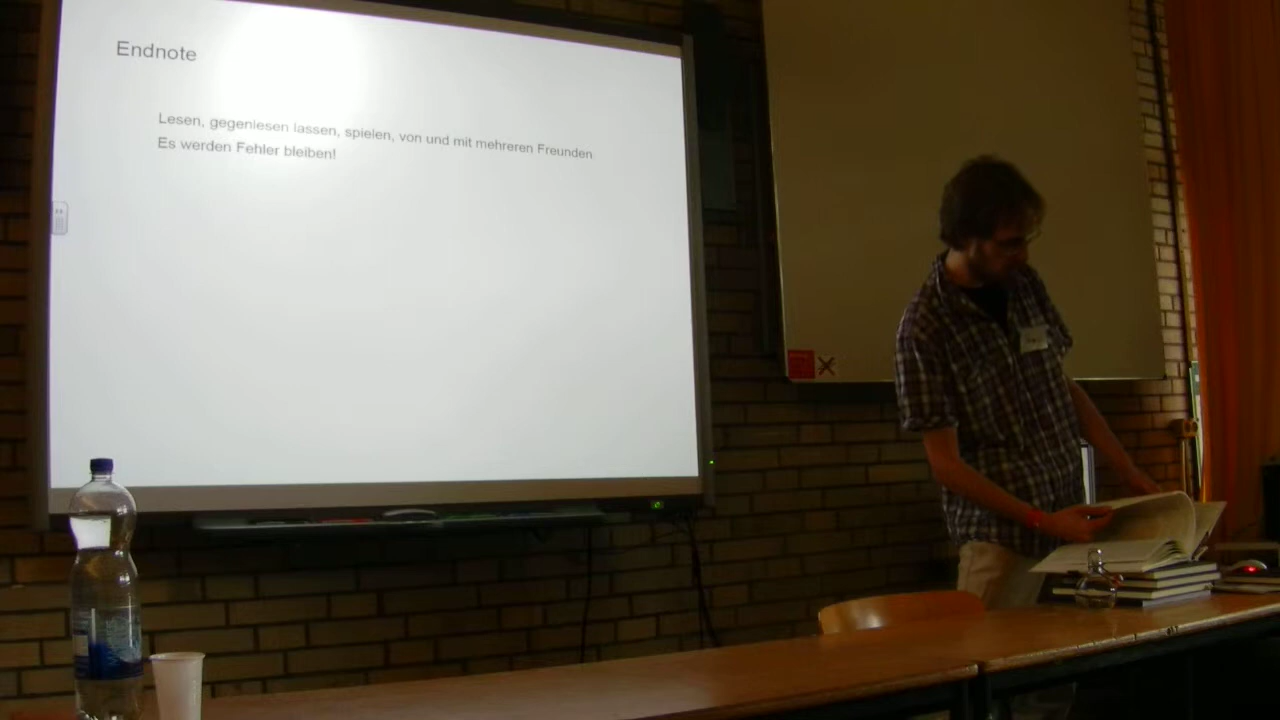 Endnote
Lesen, gegenlesen lassen, spielen, von und mit mehreren Freunden
Es werden Fehler bleiben!